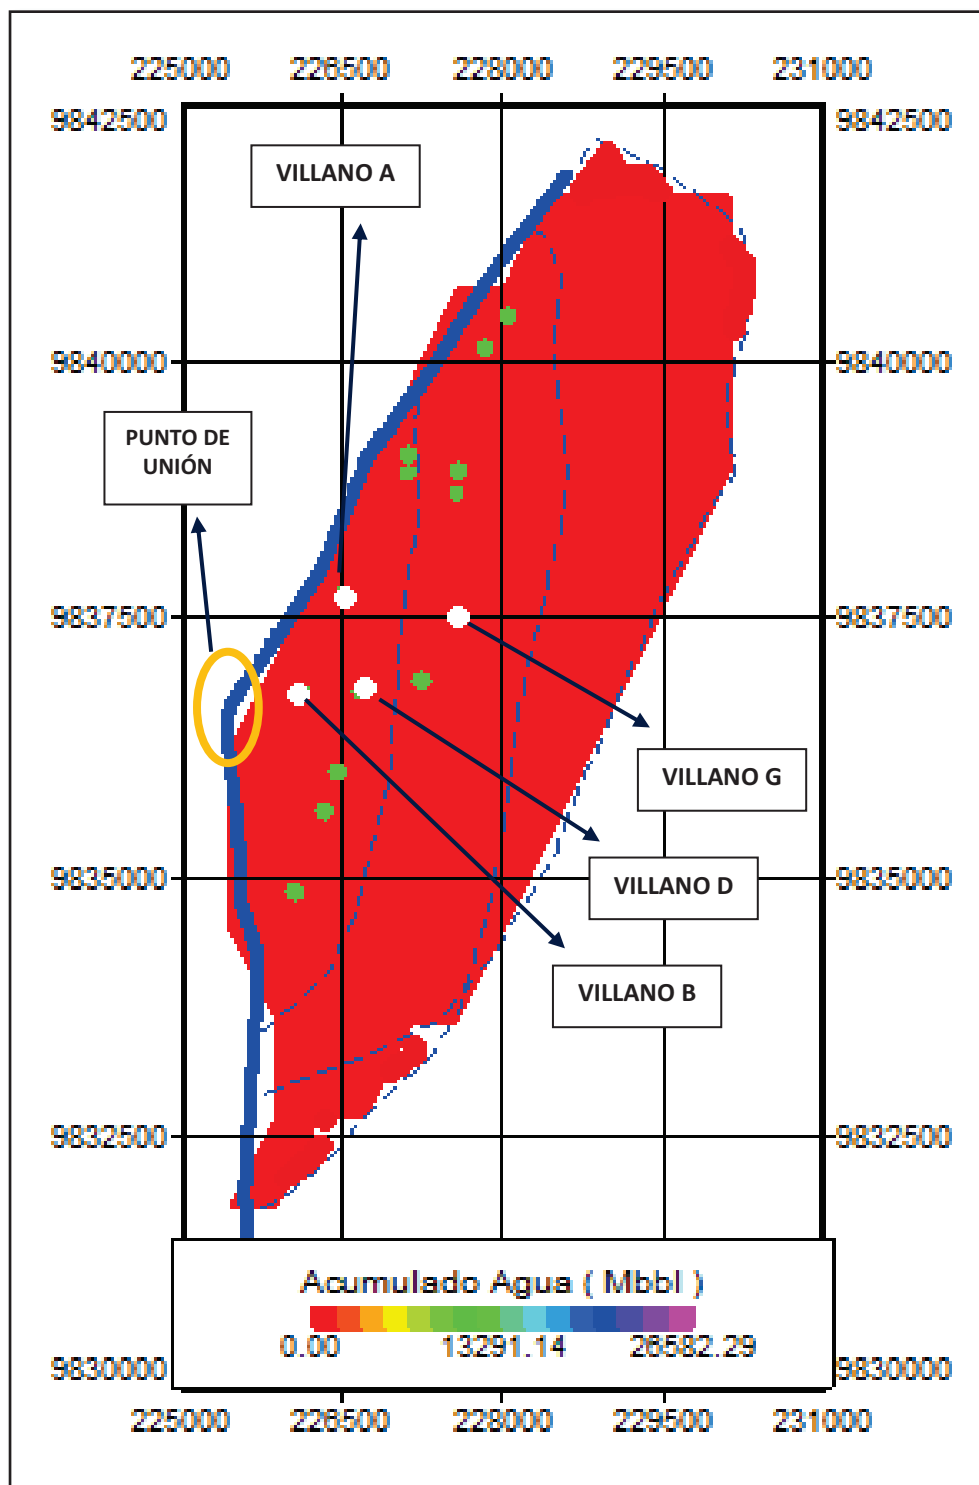 225000 226500 228000 229500 231000
9842500 9842500
VILLANO A
9840000 9840000
PUNTO DE
UNIÓN
9837500 9837500
VILLANO G
9835000 9835000
VILLANO D
VILLANO B
9832500 9832500
Acumulado Agua ( Mbbl )
0.00 13291.14 26582.29
9830000 9830000
225000 226500 228000 229500 231000